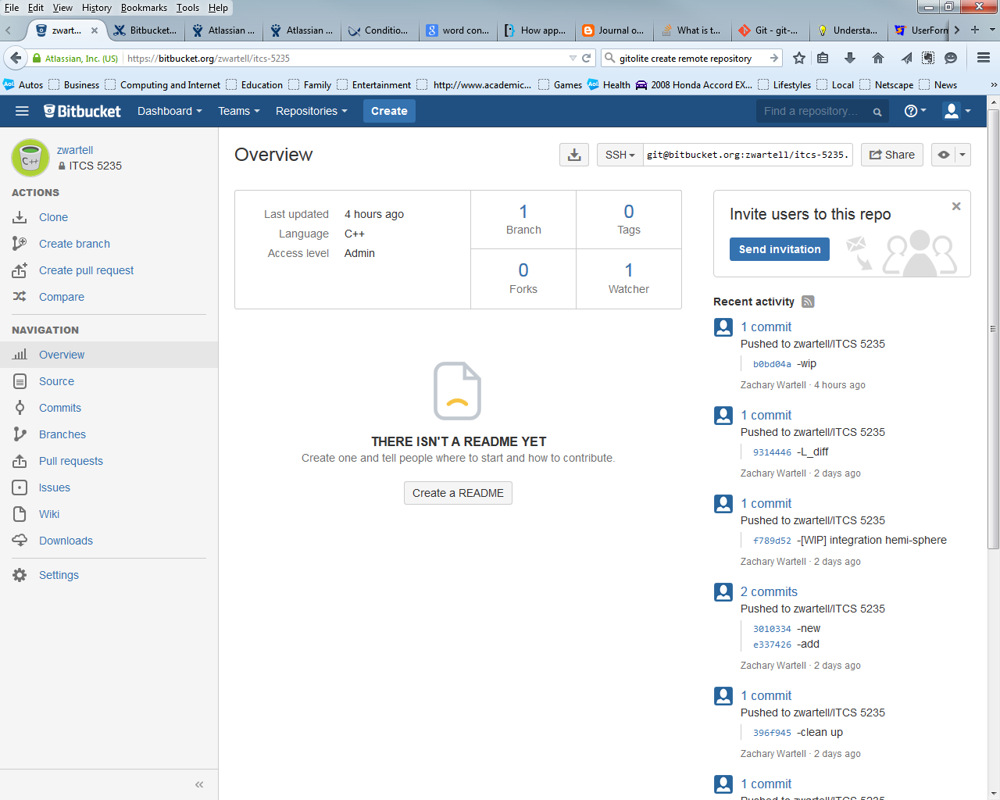 File Edit View History Bookmarks Tools Help
zwart... Bitbucket... Atlassian ... Atlassian ... Conditio... word con... How app... Journal o... What is t... Git - git-... Understa... UserForn
Atlassian, Inc. (US) https://bitbucket.org/zwartell/itcs-5235 gitolite create remote repository
Autos Business Computing and Internet Education Family Entertainment http://www.academic... Games Health 2008 Honda Accord EX... Lifestyles Local Netscape News
Bitbucket Dashboard Teams Repositories Create Find a repository...
zwartell
ITCS 5235
ACTIONS
Clone
Create branch
Create pull request
Compare
NAVIGATION
Overview
Source
Commits
Branches
Pull requests
Issues
Wiki
Downloads
Settings
Overview SSH git@bitbucket.org:zwartell/itcs-5235. Share
Last updated 4 hours ago
Language C++
Access level Admin
1
Branch
0
Tags
0
Forks
1
Watcher
THERE ISN'T A README YET
Create one and tell people where to start and how to contribute.
Create a README
Invite users to this repo
Send invitation
Recent activity
1 commit
Pushed to zwartell/ITCS 5235
b0bd04a -wip
Zachary Wartell · 4 hours ago
1 commit
Pushed to zwartell/ITCS 5235
9314446 -L_diff
Zachary Wartell · 2 days ago
1 commit
Pushed to zwartell/ITCS 5235
f789d52 -[WIP] integration hemi-sphere
Zachary Wartell · 2 days ago
2 commits
Pushed to zwartell/ITCS 5235
3010334 -new
e337426 -add
Zachary Wartell · 2 days ago
1 commit
Pushed to zwartell/ITCS 5235
396f945 -clean up
Zachary Wartell · 2 days ago
1 commit
Pushed to zwartell/ITCS 5235